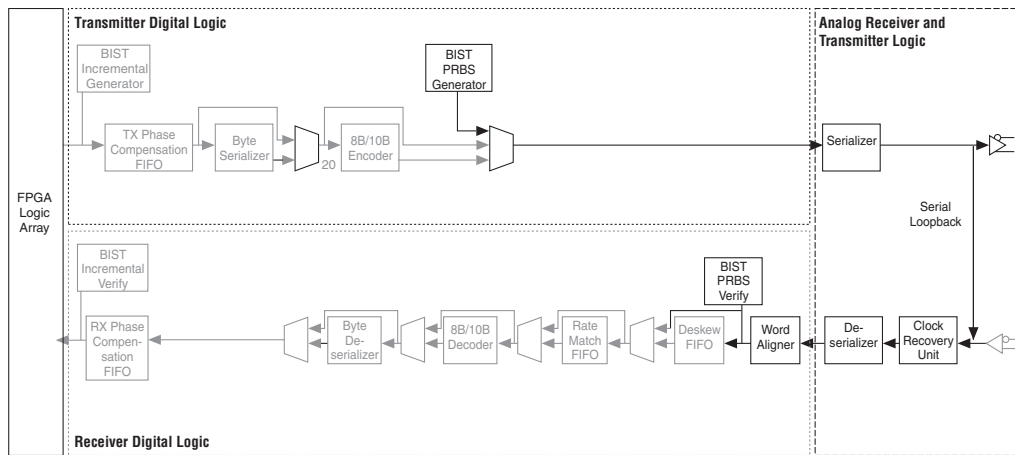 Transmitter Digital Logic
Analog Receiver and
Transmitter Logic
BIST
Incremental
Generator
BIST
PRBS
Generator
TX Phase
Compensation
FIFO
Byte
Serializer
20
8B/10B
Encoder
Serializer
FPGA
Logic
Array
Serial
Loopback
BIST
Incremental
Verify
BIST
PRBS
Verify
RX Phase
Compen-
sation
FIFO
Byte
De-
serializer
8B/10B
Decoder
Rate
Match
FIFO
Deskew
FIFO
Word
Aligner
De-
serializer
Clock
Recovery
Unit
Receiver Digital Logic